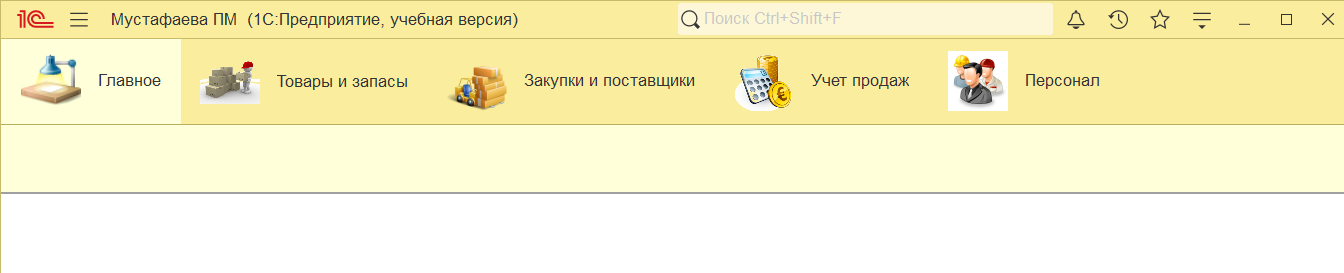 1С Мустафаева ПМ (1С:Предприятие, учебная версия) Поиск Ctrl+Shift+F
Главное Товары и запасы Закупки и поставщики Учет продаж Персонал